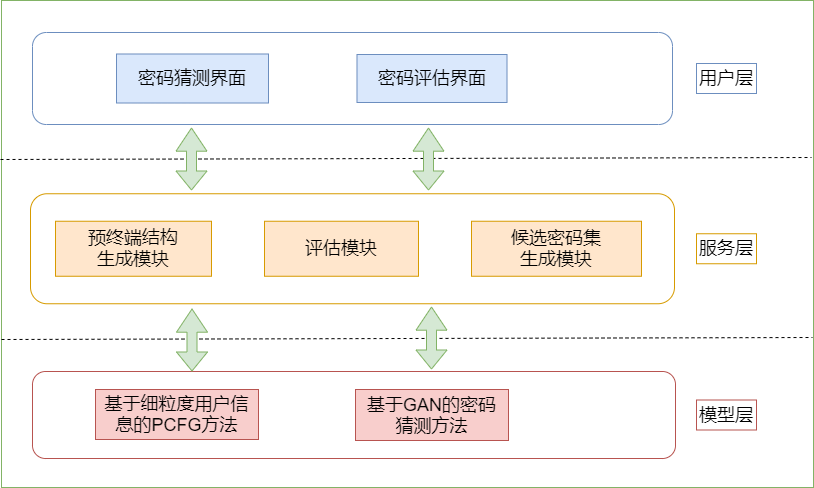 密码猜测界面
密码评估界面
用户层
预终端结构
生成模块
评估模块
候选密码集
生成模块
服务层
基于细粒度用户信
息的PCFG方法
基于GAN的密码
猜测方法
模型层